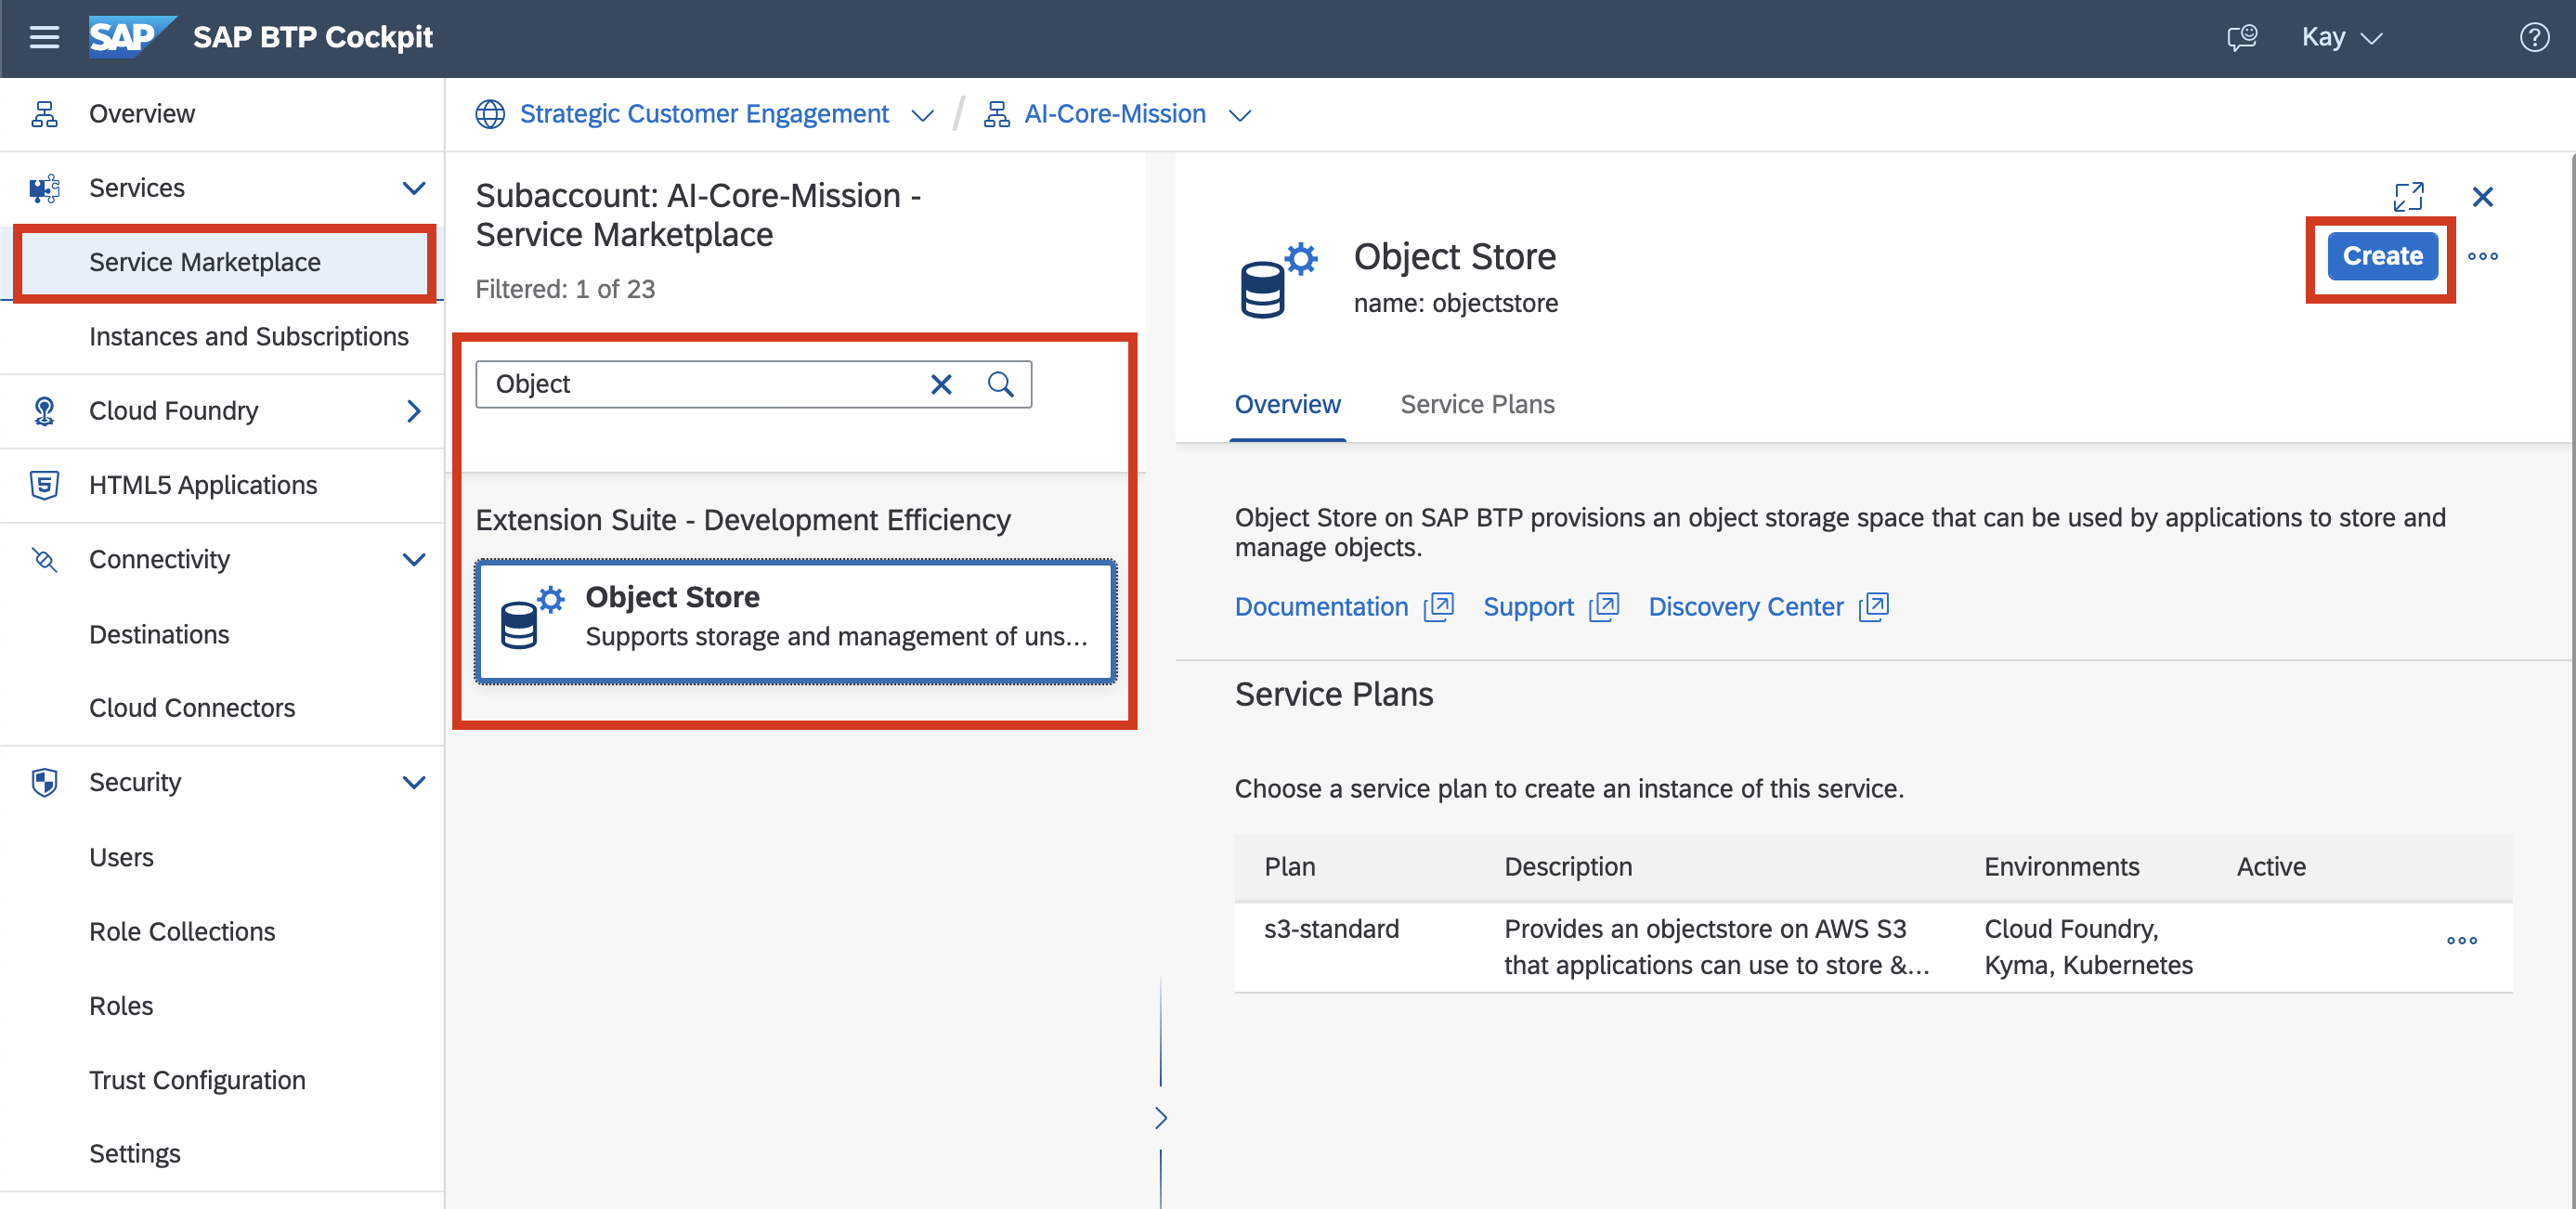 SAP SAP BTP Cockpit
Kay
Overview
Services
Service Marketplace
Instances and Subscriptions
Cloud Foundry
HTML5 Applications
Connectivity
Destinations
Cloud Connectors
Security
Users
Role Collections
Roles
Trust Configuration
Settings
Strategic Customer Engagement / AI-Core-Mission
Subaccount: AI-Core-Mission -
Service Marketplace
Filtered: 1 of 23
Object
Extension Suite - Development Efficiency
Object Store
Supports storage and management of uns...
Object Store
name: objectstore
Create
Overview Service Plans
Object Store on SAP BTP provisions an object storage space that can be used by applications to store and
manage objects.
Documentation Support Discovery Center
Service Plans
Choose a service plan to create an instance of this service.
Plan Description Environments Active
s3-standard Provides an objectstore on AWS S3 Cloud Foundry,
that applications can use to store &... Kyma, Kubernetes